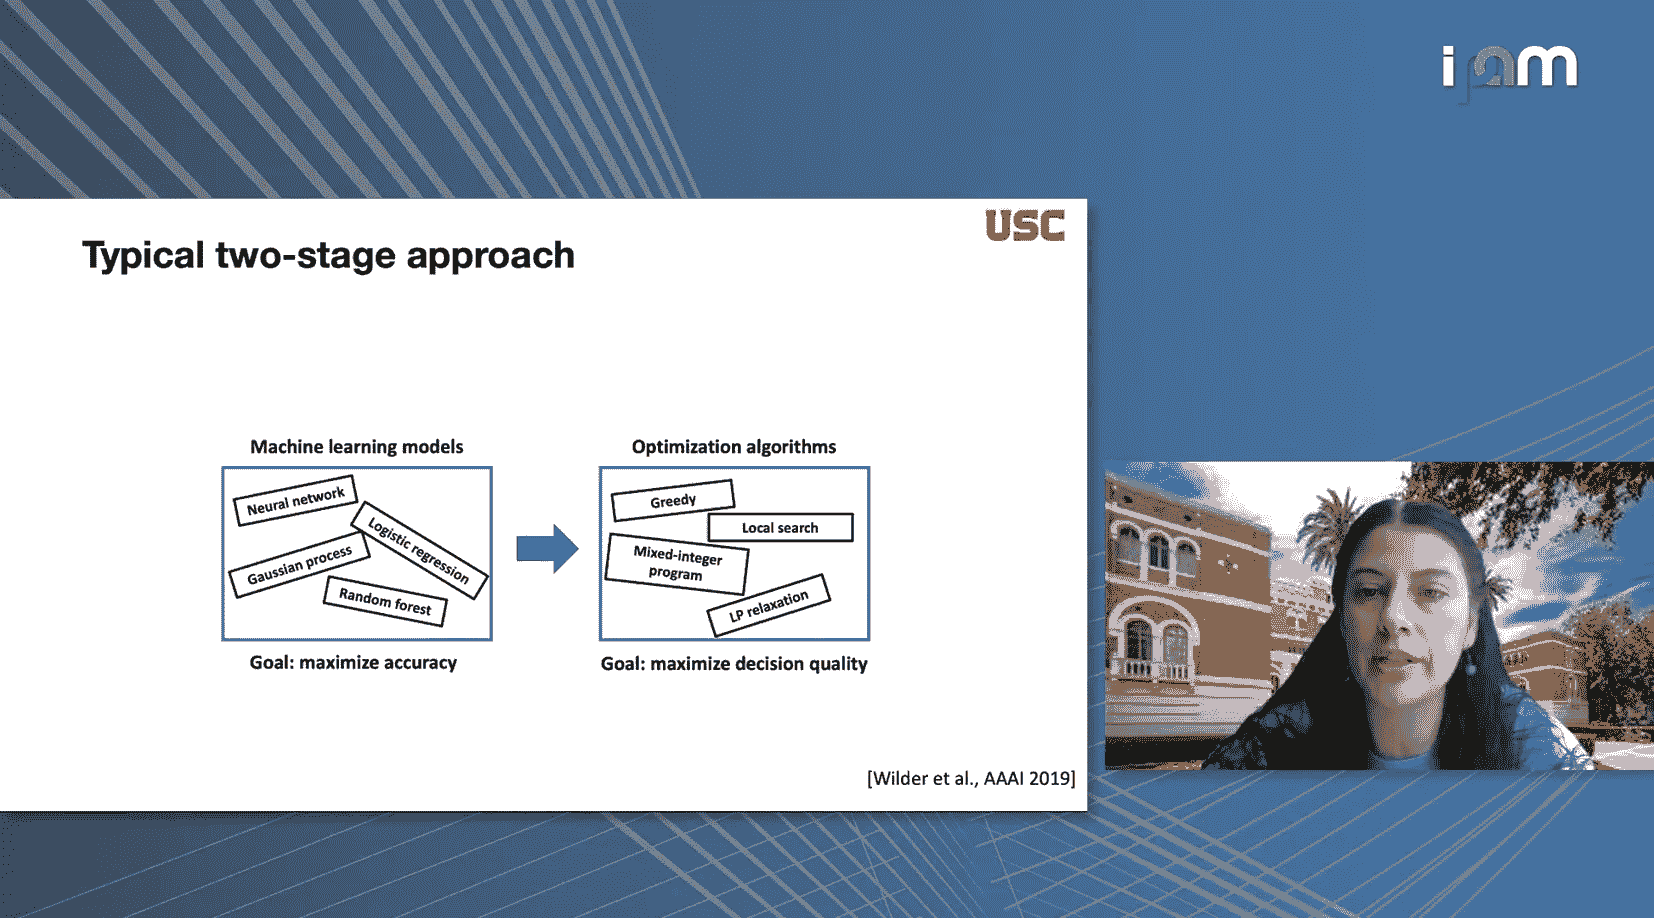 ipam
USC
Typical two-stage approach
Machine learning models
Neural network
Logistic regression
Gaussian process
Random forest
Goal: maximize accuracy
Optimization algorithms
Greedy
Local search
Mixed-integer
program
LP relaxation
Goal: maximize decision quality
[Wilder et al., AAAI 2019]